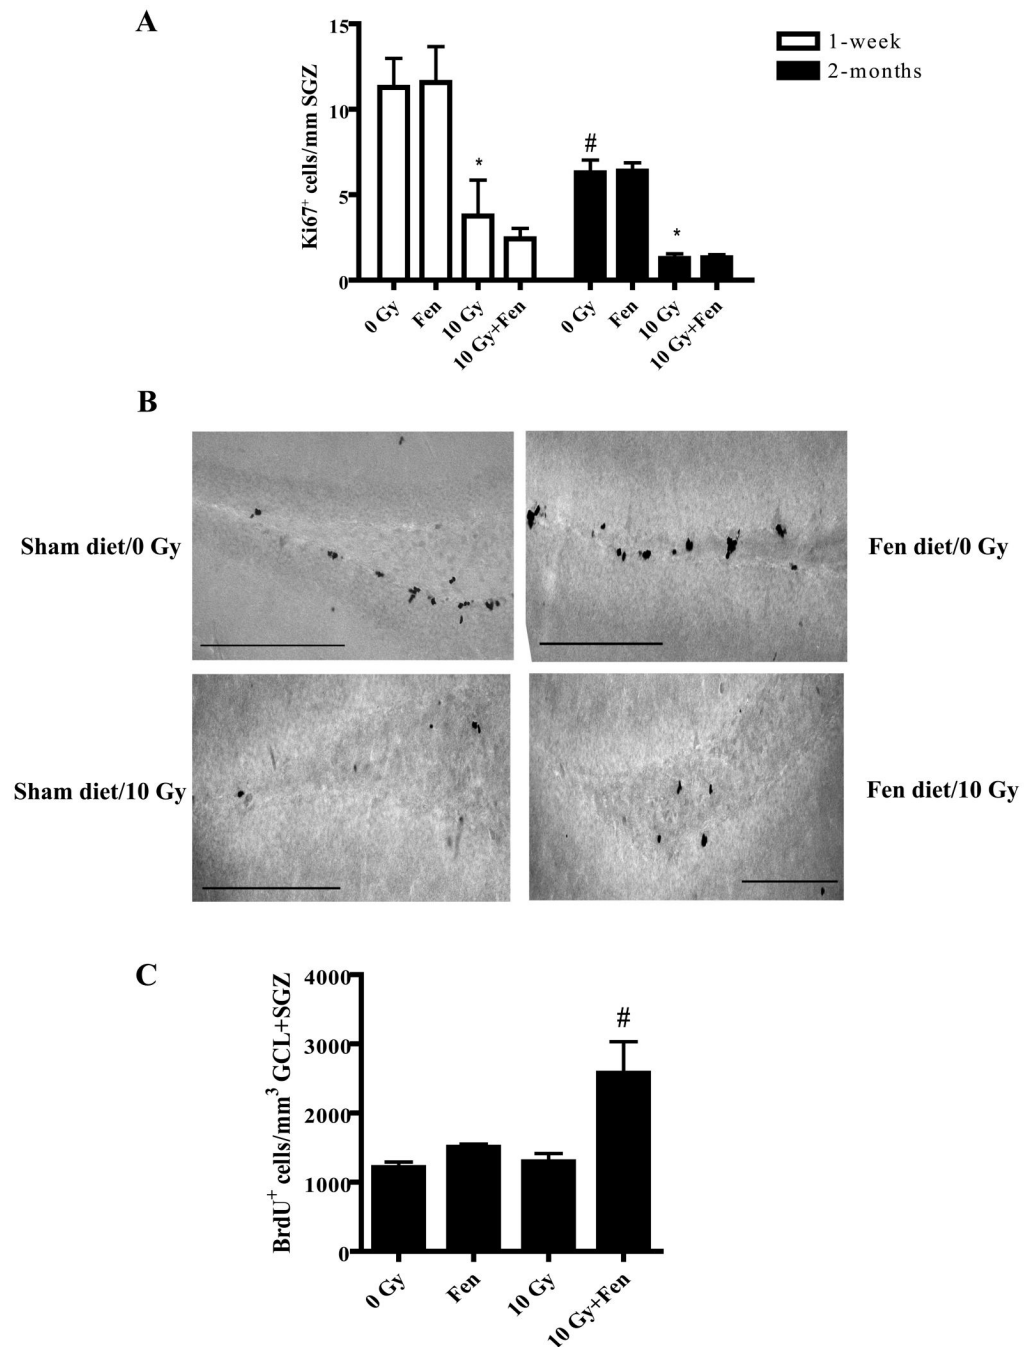 A
15
10
5
0
Ki67⁺ cells/mm SGZ
1-week
2-months
*
#
*
0 Gy
Fen
10 Gy
10 Gy+Fen
0 Gy
Fen
10 Gy
10 Gy+Fen
B
Sham diet/0 Gy
Fen diet/0 Gy
Sham diet/10 Gy
Fen diet/10 Gy
C
4000
3000
2000
1000
0
BrdU⁺ cells/mm³ GCL+SGZ
#
0 Gy
Fen
10 Gy
10 Gy+Fen